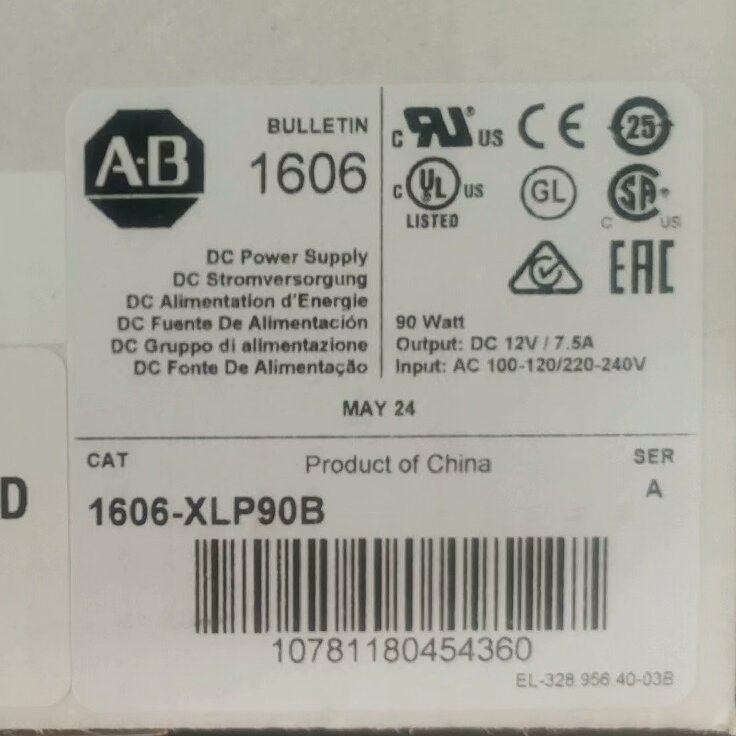 A-B
BULLETIN
1606
DC Power Supply
DC Stromversorgung
DC Alimentation d'Energie
DC Fuente De Alimentación
DC Gruppo di alimentazione
DC Fonte De Alimentação
C RU® US CE 25
C UL US GL SA® C US
LISTED
EAC
90 Watt
Output: DC 12V / 7.5A
Input: AC 100-120/220-240V
MAY 24
CAT
Product of China
SER
A
1606-XLP90B
10781180454360
EL-328 956 40-03B
D